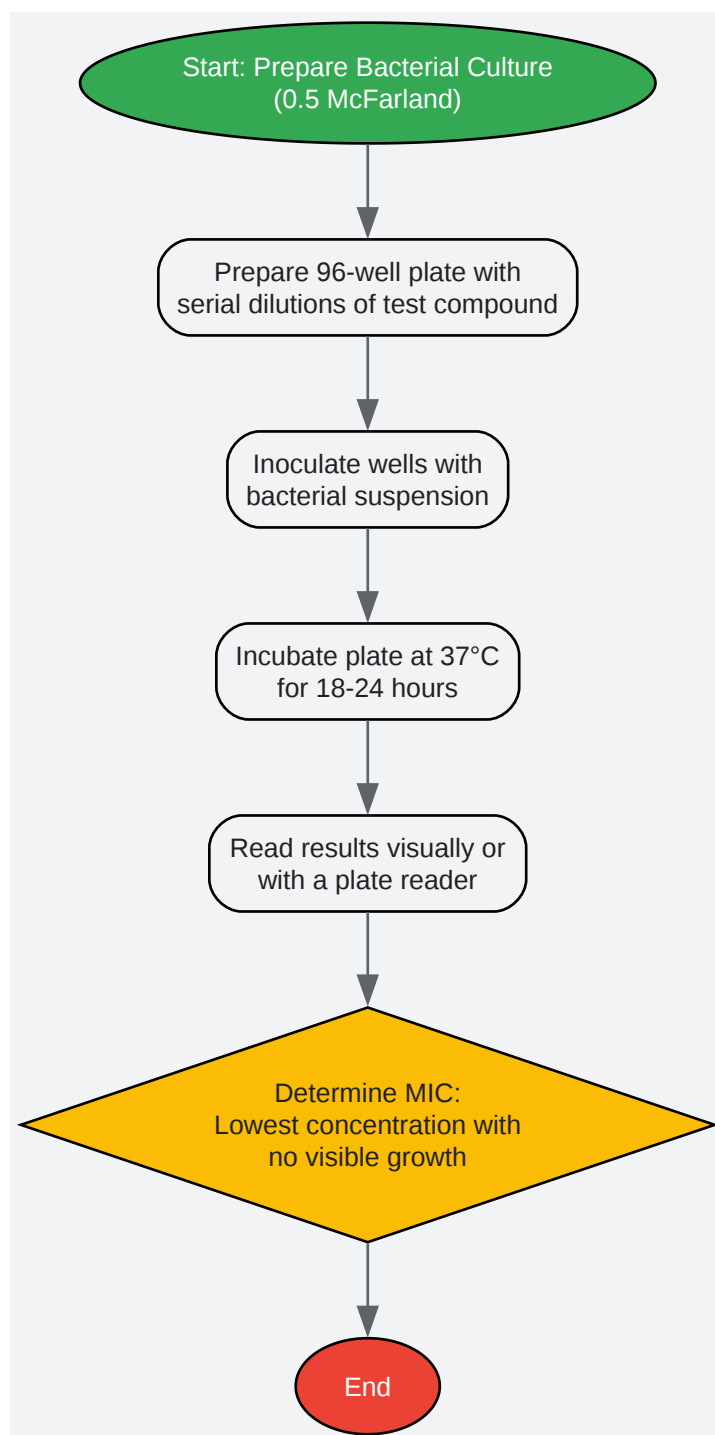 Start: Prepare Bacterial Culture
(0.5 McFarland)
Prepare 96-well plate with
serial dilutions of test compound
Inoculate wells with
bacterial suspension
Incubate plate at 37°C
for 18-24 hours
Read results visually or
with a plate reader
Determine MIC:
Lowest concentration with
no visible growth
End